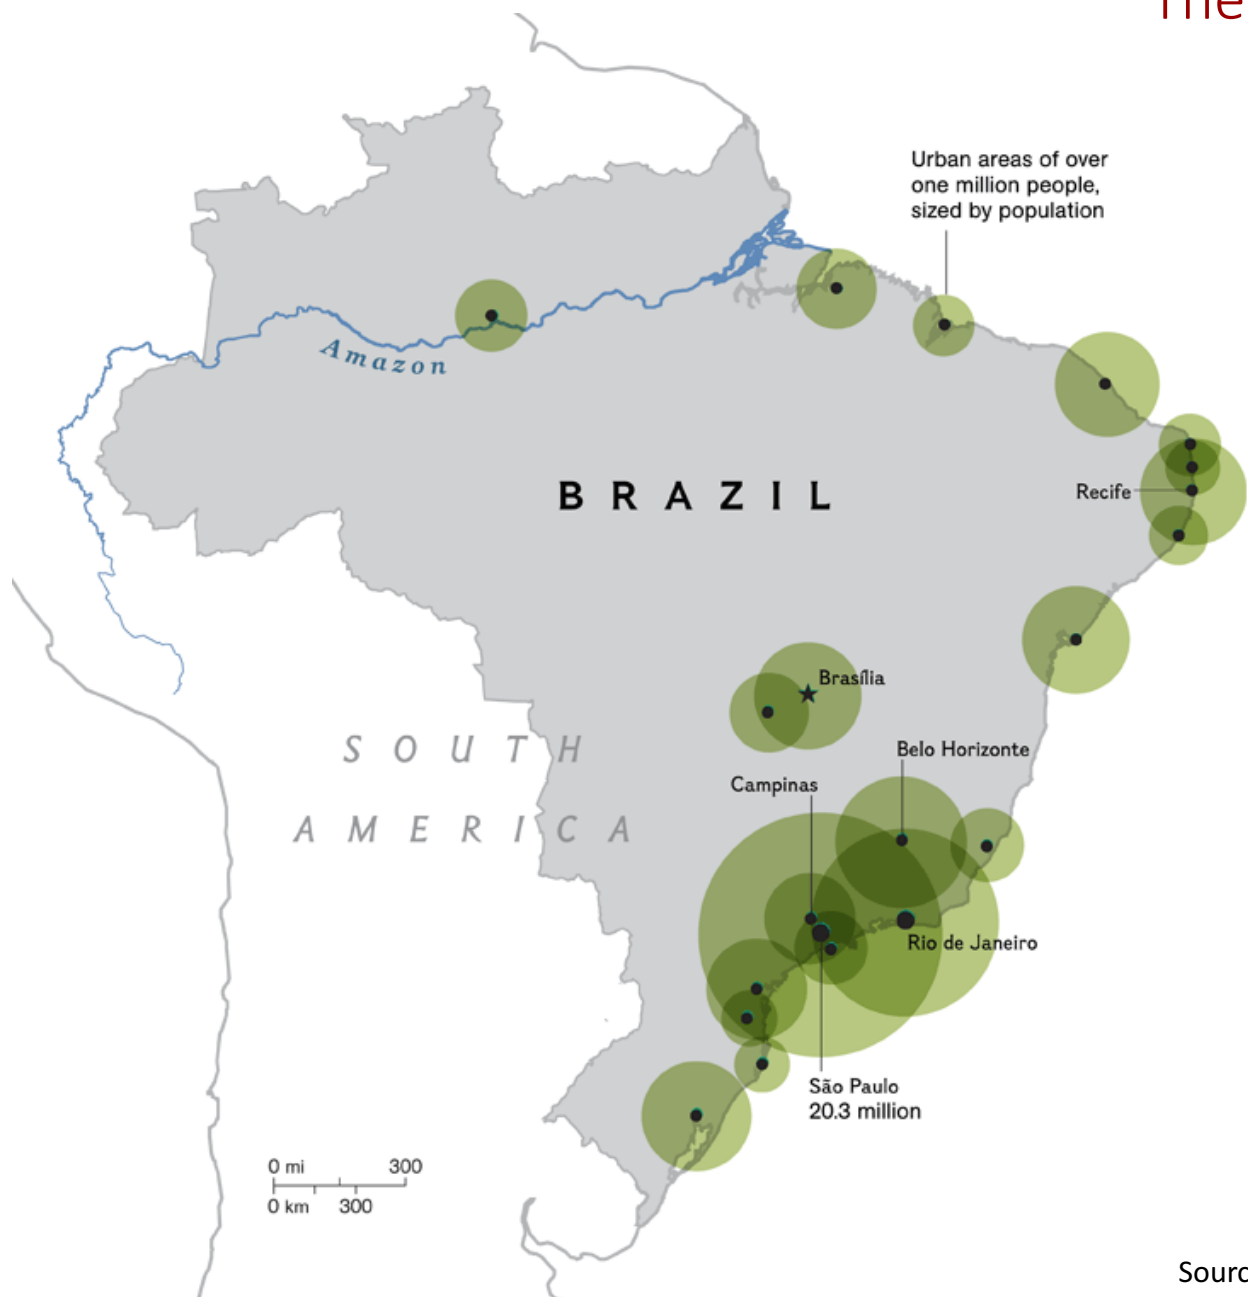 The
Urban areas of over
one million people,
sized by population
Amazon
BRAZIL
Recife
Brasília
SOUTH
AMERICA
Belo Horizonte
Campinas
Rio de Janeiro
São Paulo
20.3 million
0 mi 300
0 km 300